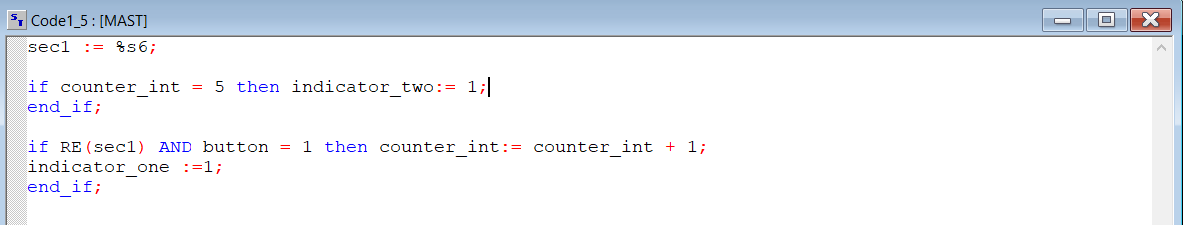 Code1_5 : [MAST]
sec1 := %s6;
if counter_int = 5 then indicator_two:= 1;
end_if;
if RE(sec1) AND button = 1 then counter_int:= counter_int + 1;
indicator_one :=1;
end_if;